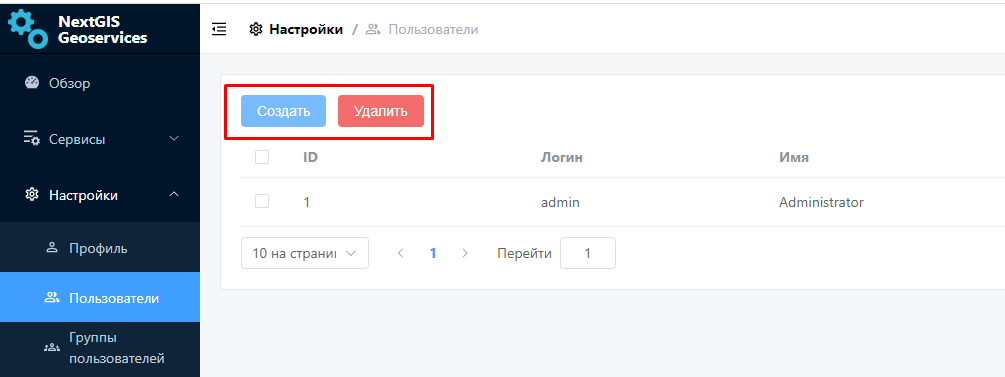 NextGIS
Geoservices
Настройки / Пользователи
Обзор
Создать Удалить
Сервисы
ID Логин Имя
Настройки
1 admin Administrator
Профиль
10 на страни 1 Перейти 1
Пользователи
Группы
пользователей